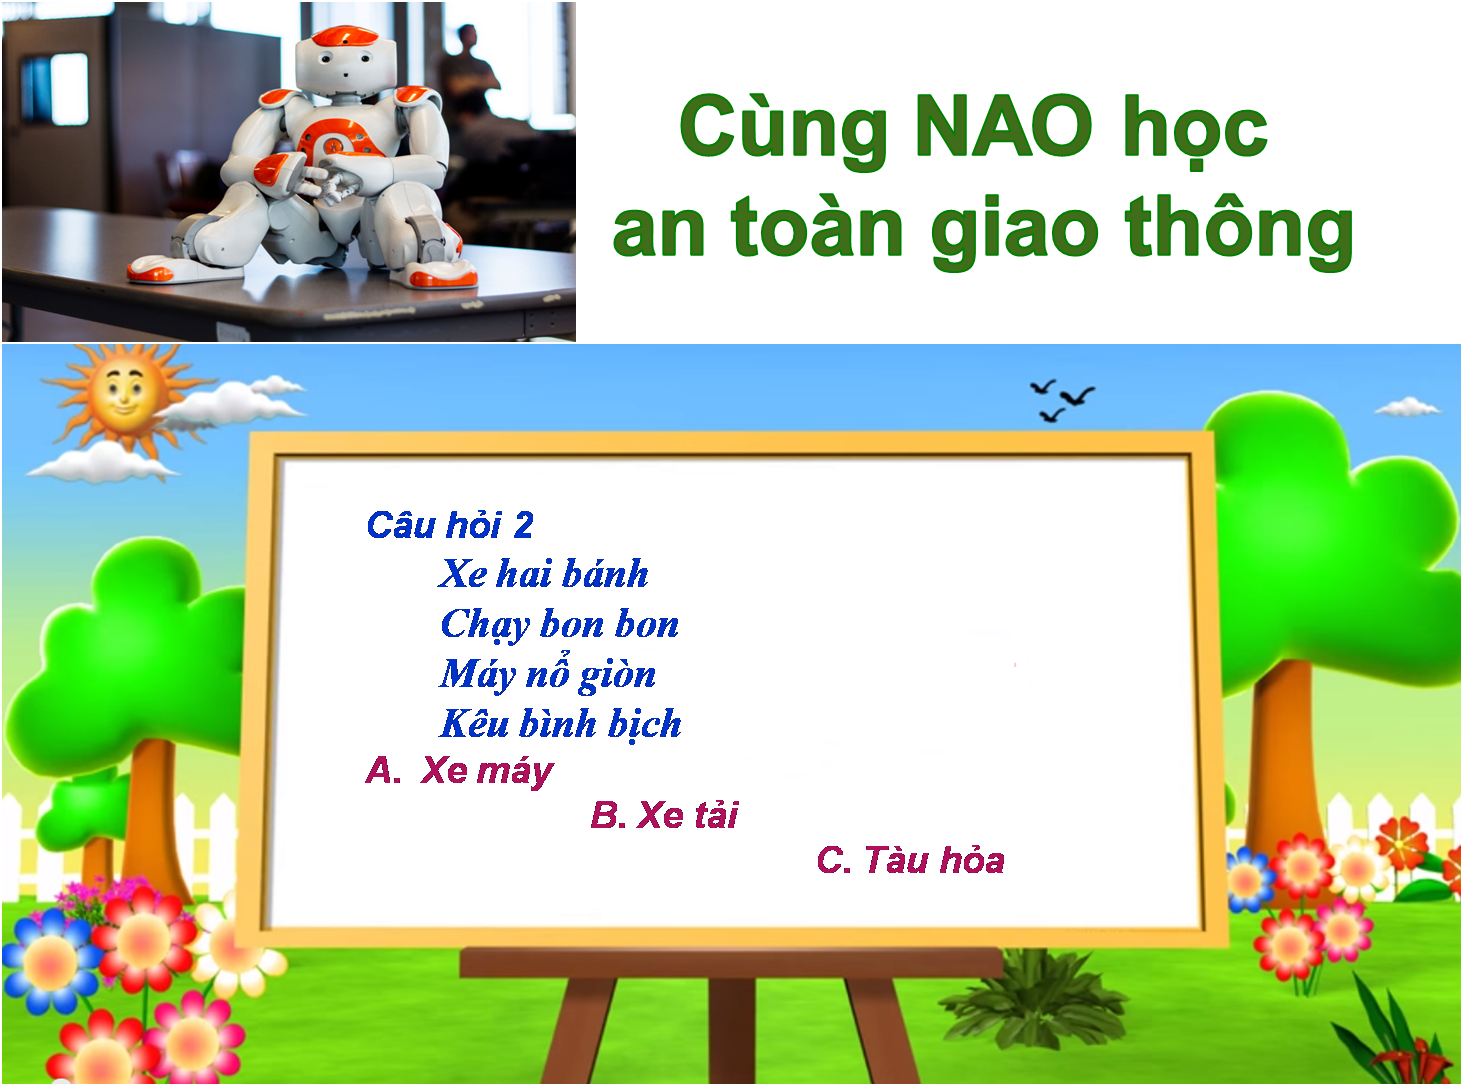 Cùng NAO học
an toàn giao thông
Câu hỏi 2
Xe hai bánh
Chạy bon bon
Máy nổ giòn
Kêu bình bịch
A. Xe máy
B. Xe tải
C. Tàu hỏa